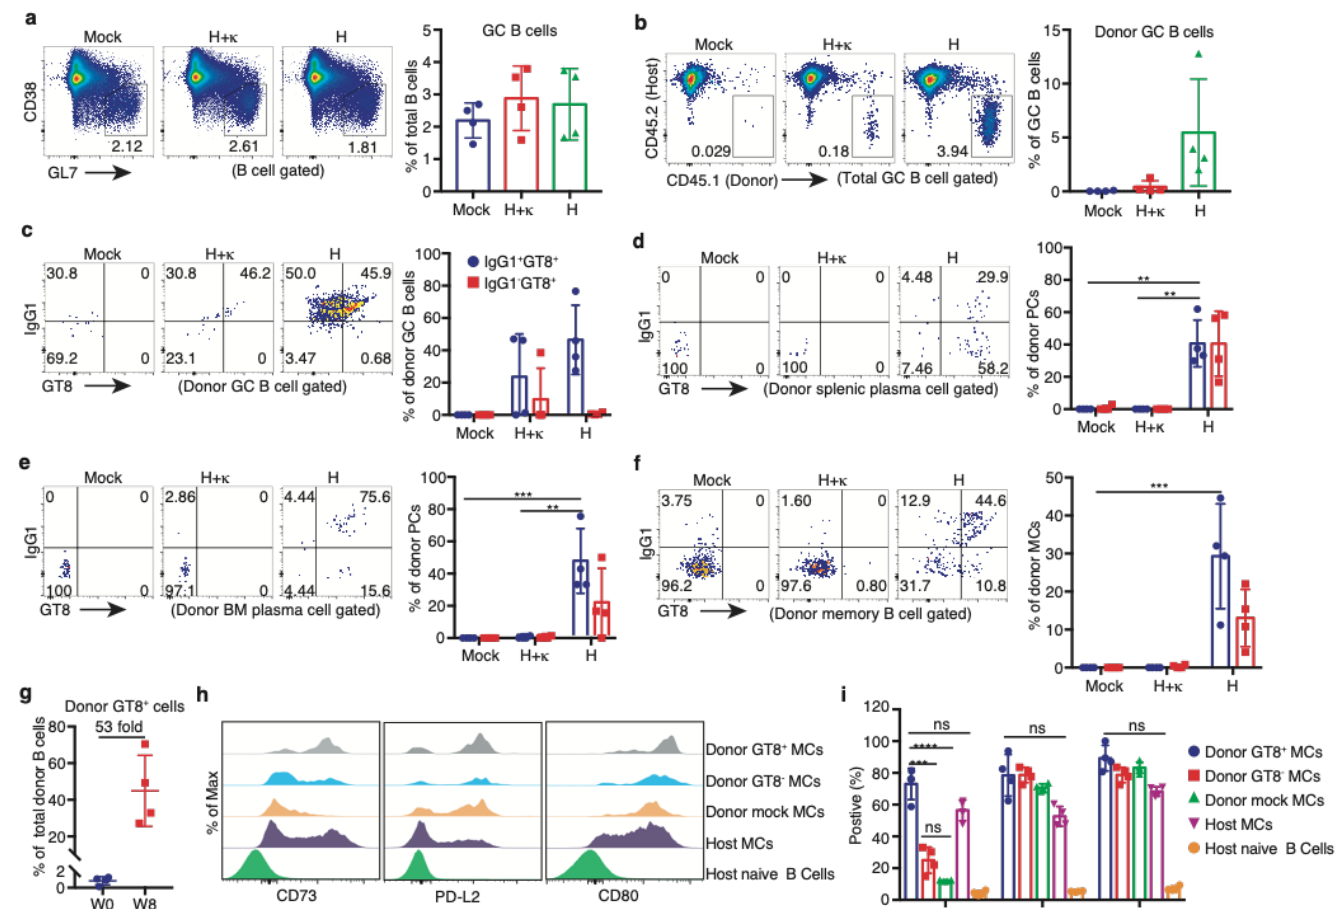 a
Mock
H+κ
H
CD38
2.12
2.61
1.81
GL7
(B cell gated)
GC B cells
% of total B cells
5
4
3
2
1
0
Mock
H+κ
H
b
Mock
H+κ
H
CD45.2 (Host)
0.029
0.18
3.94
CD45.1 (Donor)
(Total GC B cell gated)
Donor GC B cells
% of GC B cells
15
10
5
0
Mock
H+κ
H
c
Mock
H+κ
H
IgG1
30.8
0
69.2
0
30.8
46.2
23.1
0
50.0
45.9
3.47
0.68
GT8
(Donor GC B cell gated)
% of donor GC B cells
100
80
60
40
20
0
IgG1⁺GT8⁺
IgG1⁻GT8⁺
Mock
H+κ
H
d
Mock
H+κ
H
IgG1
0
0
100
0
0
0
100
0
4.48
29.9
7.46
58.2
GT8
(Donor splenic plasma cell gated)
% of donor PCs
100
80
60
40
20
0
**
**
Mock
H+κ
H
e
Mock
H+κ
H
IgG1
0
0
100
0
2.86
0
97.1
0
4.44
75.6
4.44
15.6
GT8
(Donor BM plasma cell gated)
% of donor PCs
100
80
60
40
20
0
***
**
Mock
H+κ
H
f
Mock
H+κ
H
IgG1
3.75
0
96.2
0
1.60
0
97.6
0.80
12.9
44.6
31.7
10.8
GT8
(Donor memory B cell gated)
% of donor MCs
50
40
30
20
10
0
***
Mock
H+κ
H
g
Donor GT8⁺ cells
53 fold
% of total donor B cells
80
60
40
20
2
0
W0
W8
h
% of Max
Donor GT8⁺ MCs
Donor GT8⁻ MCs
Donor mock MCs
Host MCs
Host naive B Cells
CD73
PD-L2
CD80
i
Postive (%)
120
100
80
60
40
20
0
ns
****
***
ns
ns
ns
Donor GT8⁺ MCs
Donor GT8⁻ MCs
Donor mock MCs
Host MCs
Host naive B Cells